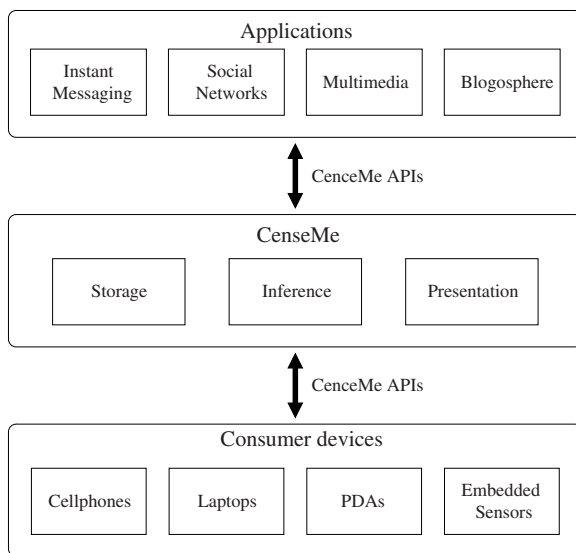 Applications
Instant
Messaging
Social
Networks
Multimedia
Blogosphere
CenceMe APIs
CenseMe
Storage
Inference
Presentation
CenceMe APIs
Consumer devices
Cellphones
Laptops
PDAs
Embedded
Sensors